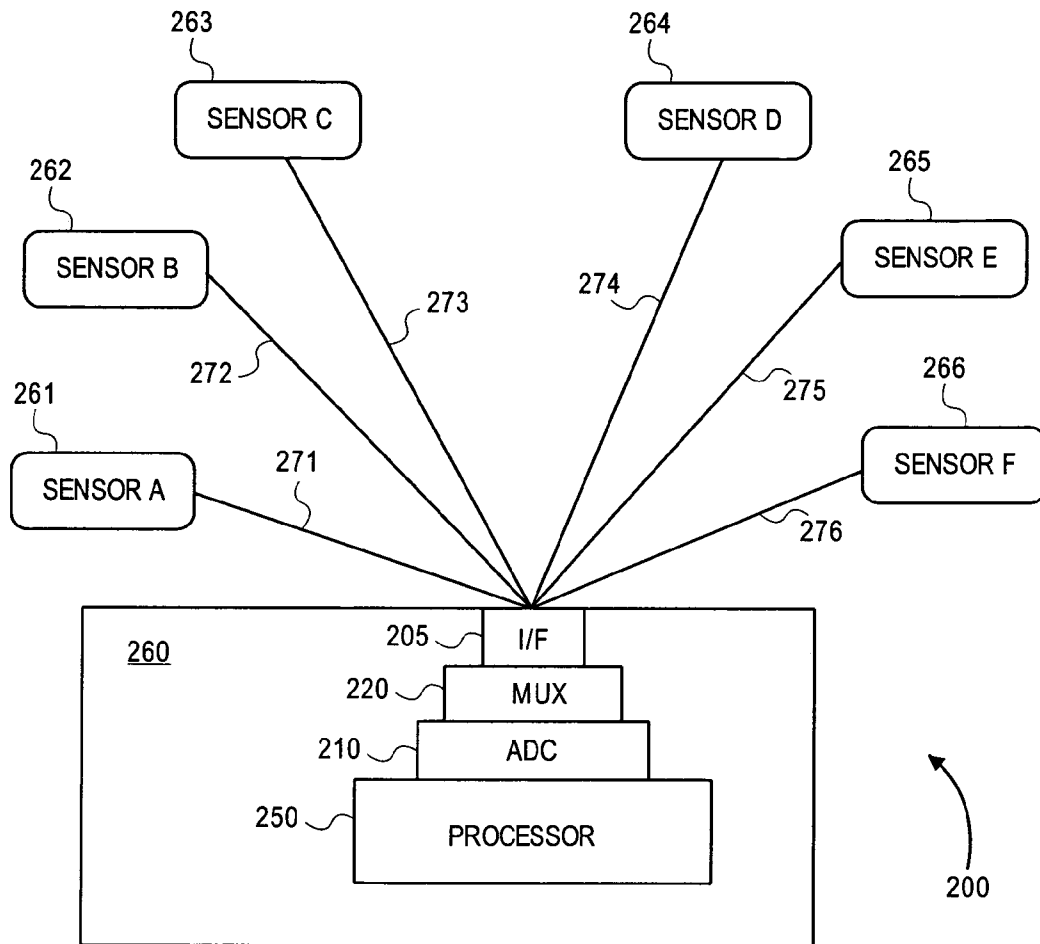 263
264
SENSOR C
SENSOR D
262
265
SENSOR B
SENSOR E
273
274
272
275
261
266
SENSOR A
271
SENSOR F
276
260
205
I/F
220
MUX
210
ADC
250
PROCESSOR
200